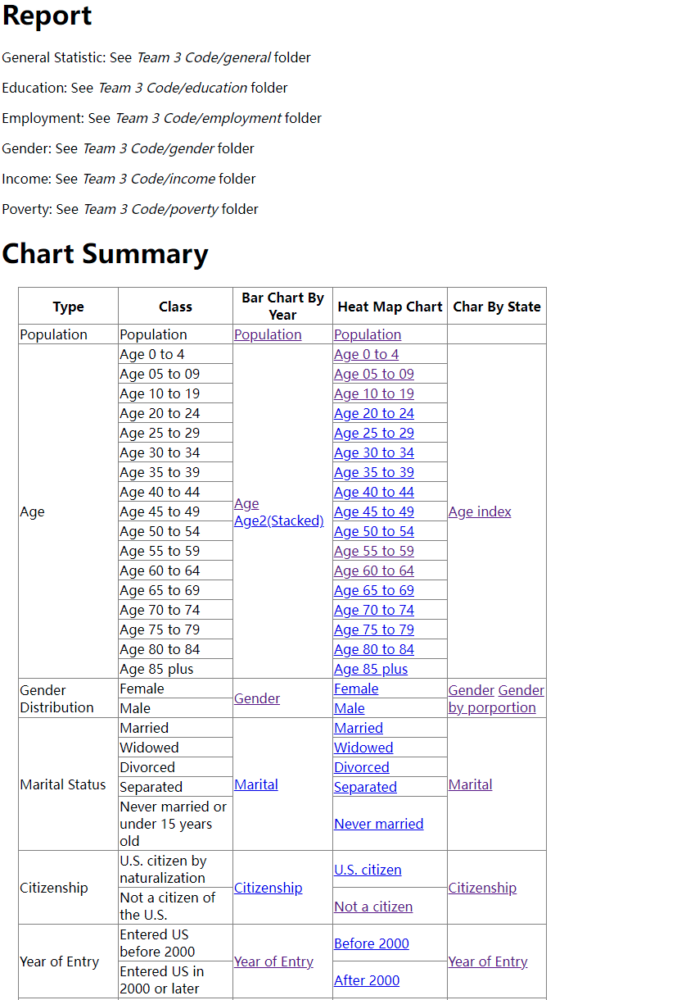 Report
General Statistic: See Team 3 Code/general folder
Education: See Team 3 Code/education folder
Employment: See Team 3 Code/employment folder
Gender: See Team 3 Code/gender folder
Income: See Team 3 Code/income folder
Poverty: See Team 3 Code/poverty folder
Chart Summary
Type Class Bar Chart By Year Heat Map Chart Char By State
Population Population Population Population
Age
Age 0 to 4 Age 0 to 4
Age 05 to 09 Age 05 to 09
Age 10 to 19 Age 10 to 19
Age 20 to 24 Age 20 to 24
Age 25 to 29 Age 25 to 29
Age 30 to 34 Age 30 to 34
Age 35 to 39 Age 35 to 39
Age 40 to 44 Age 40 to 44
Age 45 to 49 Age 45 to 49
Age 50 to 54 Age 50 to 54
Age 55 to 59 Age 55 to 59
Age 60 to 64 Age 60 to 64
Age 65 to 69 Age 65 to 69
Age 70 to 74 Age 70 to 74
Age 75 to 79 Age 75 to 79
Age 80 to 84 Age 80 to 84
Age 85 plus Age 85 plus
Age
Age2(Stacked)
Age index
Gender
Distribution
Female Female
Male Male
Gender
Gender Gender
by porportion
Marital Status
Married Married
Widowed Widowed
Divorced Divorced
Separated Separated
Never married or
under 15 years
old
Never married
Marital
Marital
Citizenship
U.S. citizen by
naturalization
U.S. citizen
Not a citizen of
the U.S.
Not a citizen
Citizenship
Citizenship
Year of Entry
Entered US
before 2000
Before 2000
Entered US in
2000 or later
After 2000
Year of Entry
Year of Entry